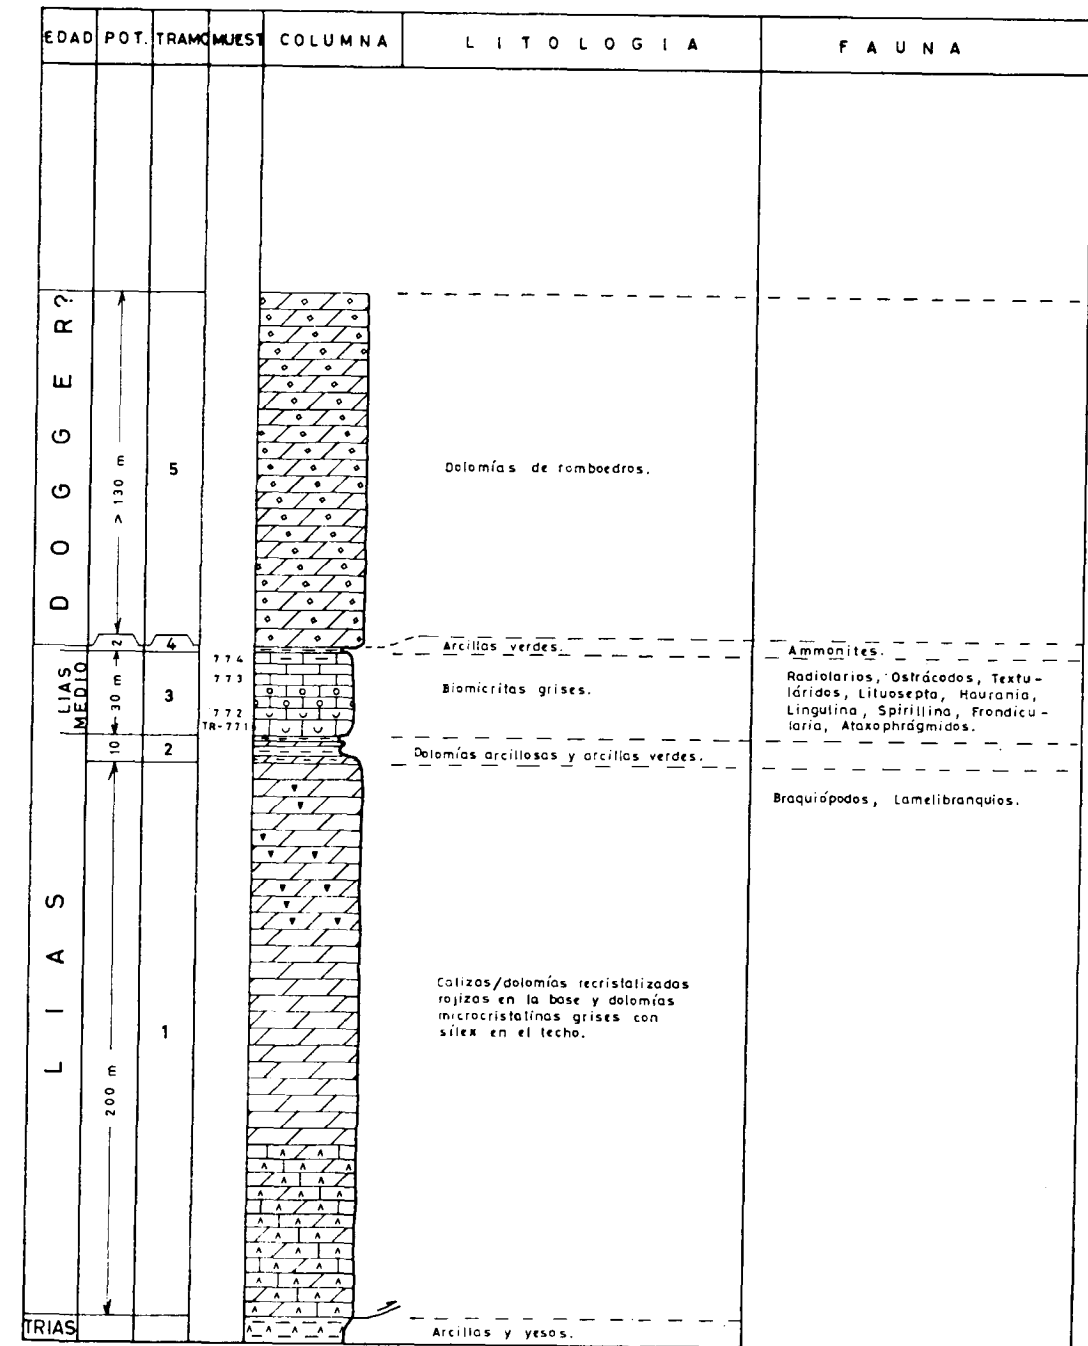 EDAD POT. TRAMO MUEST COLUMNA LITOLOGIA FAUNA
DOGGER?
>130 m
5
Dolomías de romboedros.
2
4
Arcillas verdes.
Ammonites.
LIAS
MEDIO
30 m
3
774
773
772
TR-771
Biomicritas grises.
Radiolarios, Ostrácodos, Textu-
láridos, Lituosepta, Haurania,
Lingulina, Spirillina, Frondicu-
laria, Ataxophrágmidos.
10
2
Dolomías arcillosas y arcillas verdes.
Braquiópodos, Lamelibranquios.
LIAS
200 m
1
Calizas/dolomías recristalizadas
rojizas en la base y dolomías
microcristalinas grises con
sílex en el techo.
TRIAS
Arcillas y yesos.